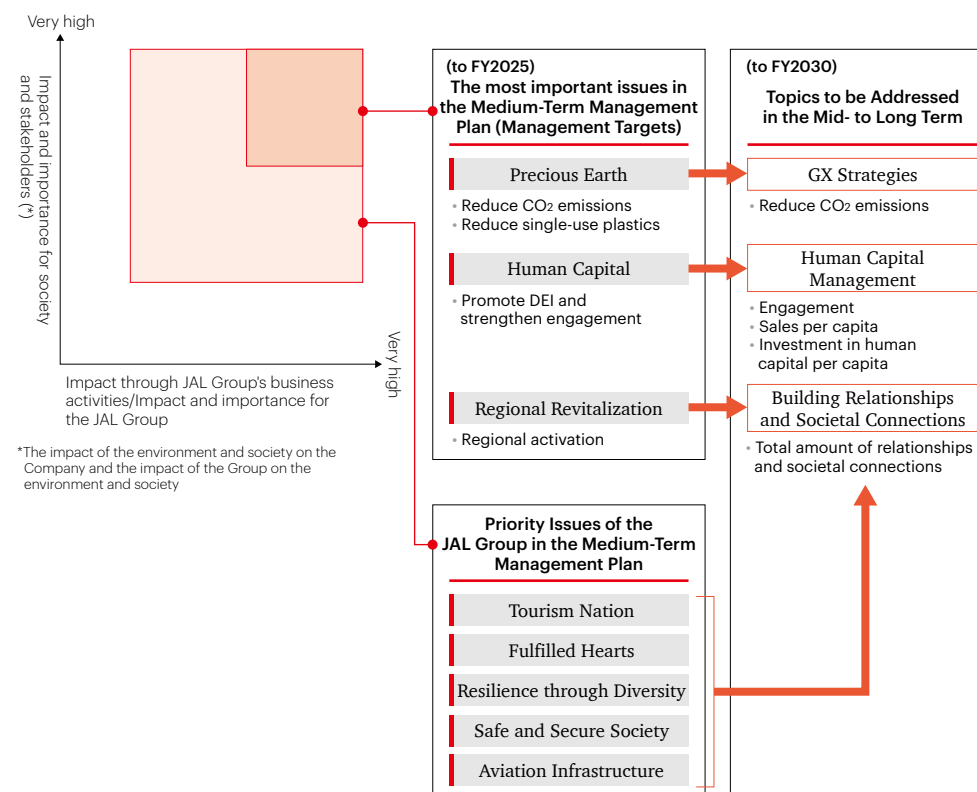 Very high
Impact and importance for society
and stakeholders (*)
Very high
Impact through JAL Group's business
activities/Impact and importance for
the JAL Group
*The impact of the environment and society on the
Company and the impact of the Group on the
environment and society
(to FY2025)
The most important issues in
the Medium-Term Management
Plan (Management Targets)
Precious Earth
• Reduce CO2 emissions
• Reduce single-use plastics
Human Capital
• Promote DEI and
strengthen engagement
Regional Revitalization
• Regional activation
(to FY2030)
Topics to be Addressed
in the Mid- to Long Term
GX Strategies
• Reduce CO2 emissions
Human Capital
Management
• Engagement
• Sales per capita
• Investment in human
capital per capita
Building Relationships
and Societal Connections
• Total amount of relationships
and societal connections
Priority Issues of the
JAL Group in the Medium-Term
Management Plan
Tourism Nation
Fulfilled Hearts
Resilience through Diversity
Safe and Secure Society
Aviation Infrastructure